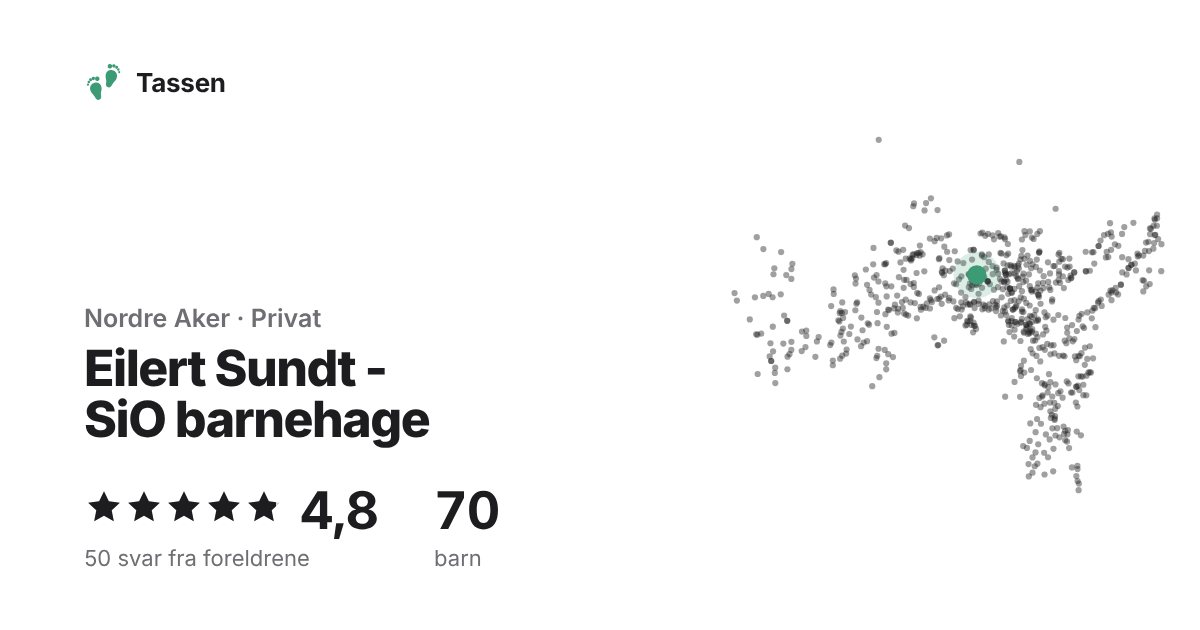 Tassen
Nordre Aker · Privat
Eilert Sundt -
SiO barnehage
4,8
70
50 svar fra foreldrene
barn